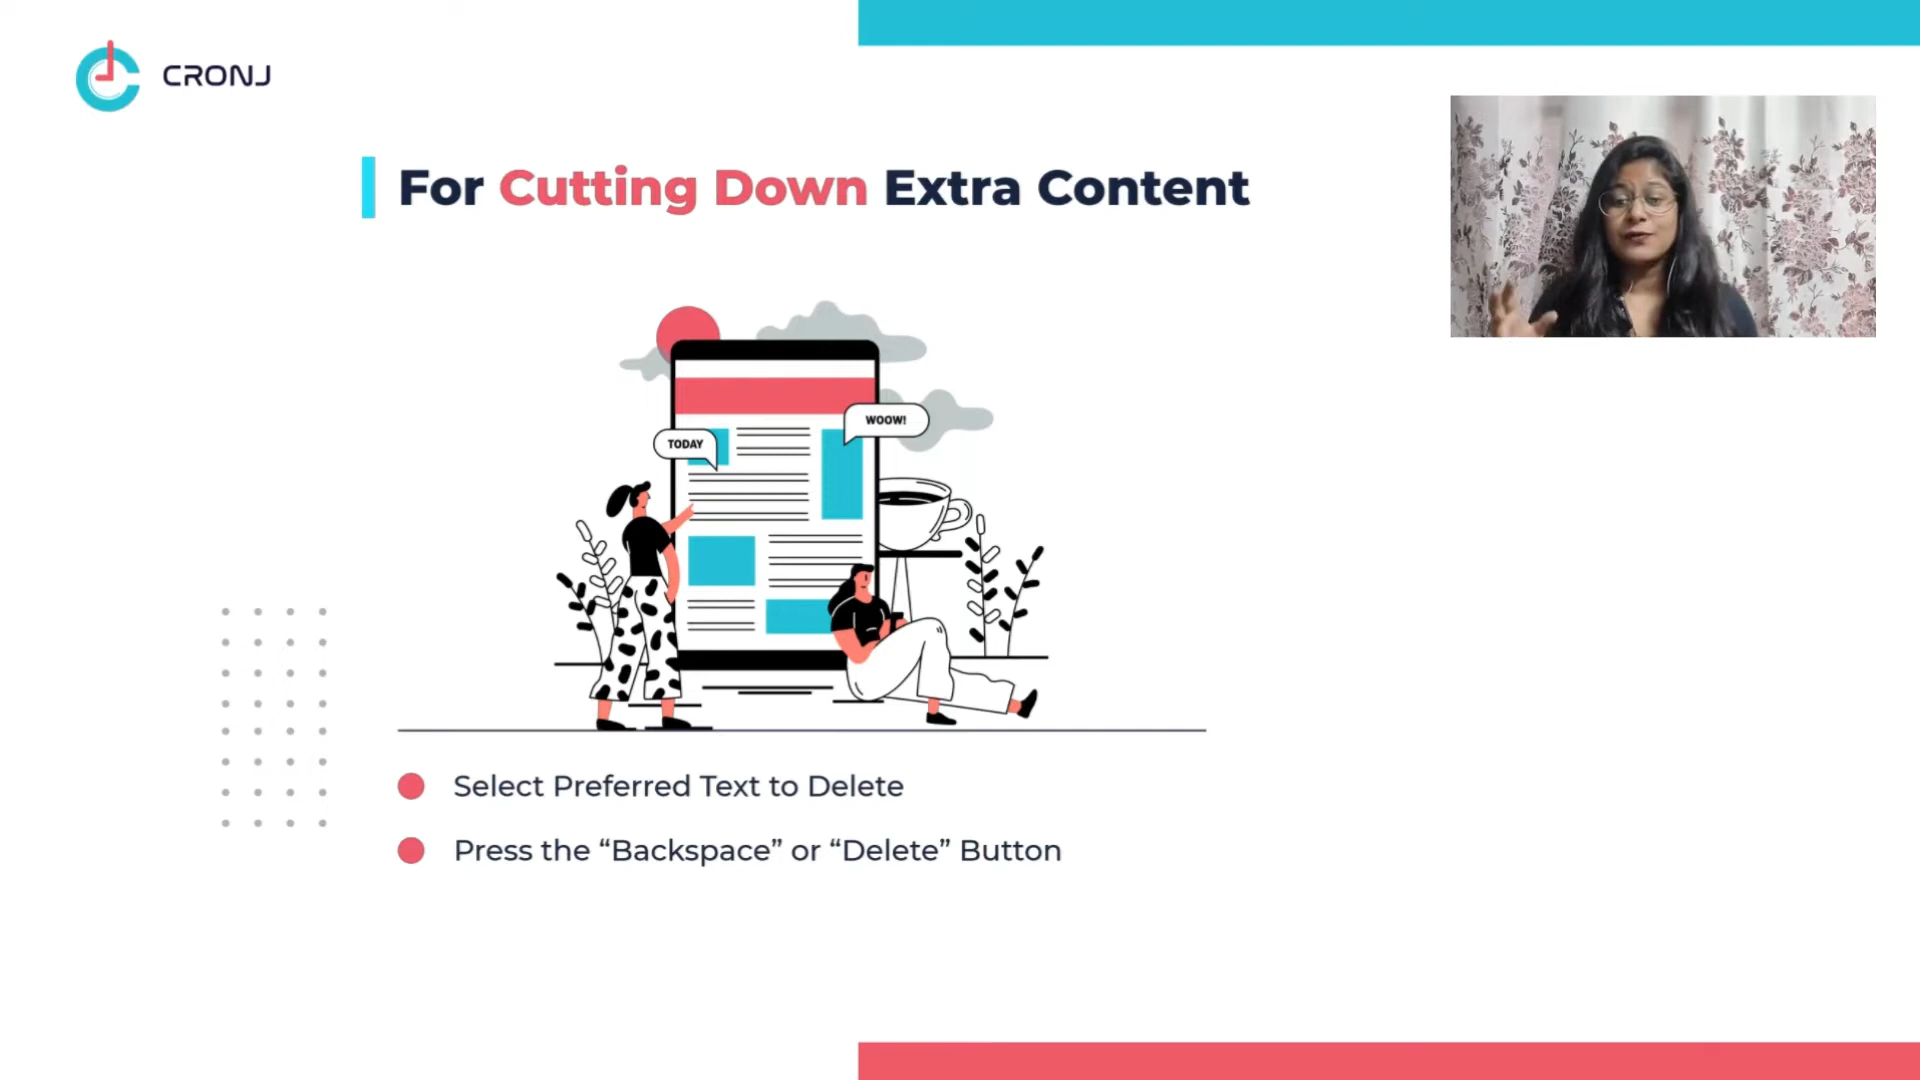 CRONJ
For Cutting Down Extra Content
WOOW!
TODAY
Select Preferred Text to Delete
Press the “Backspace” or “Delete” Button